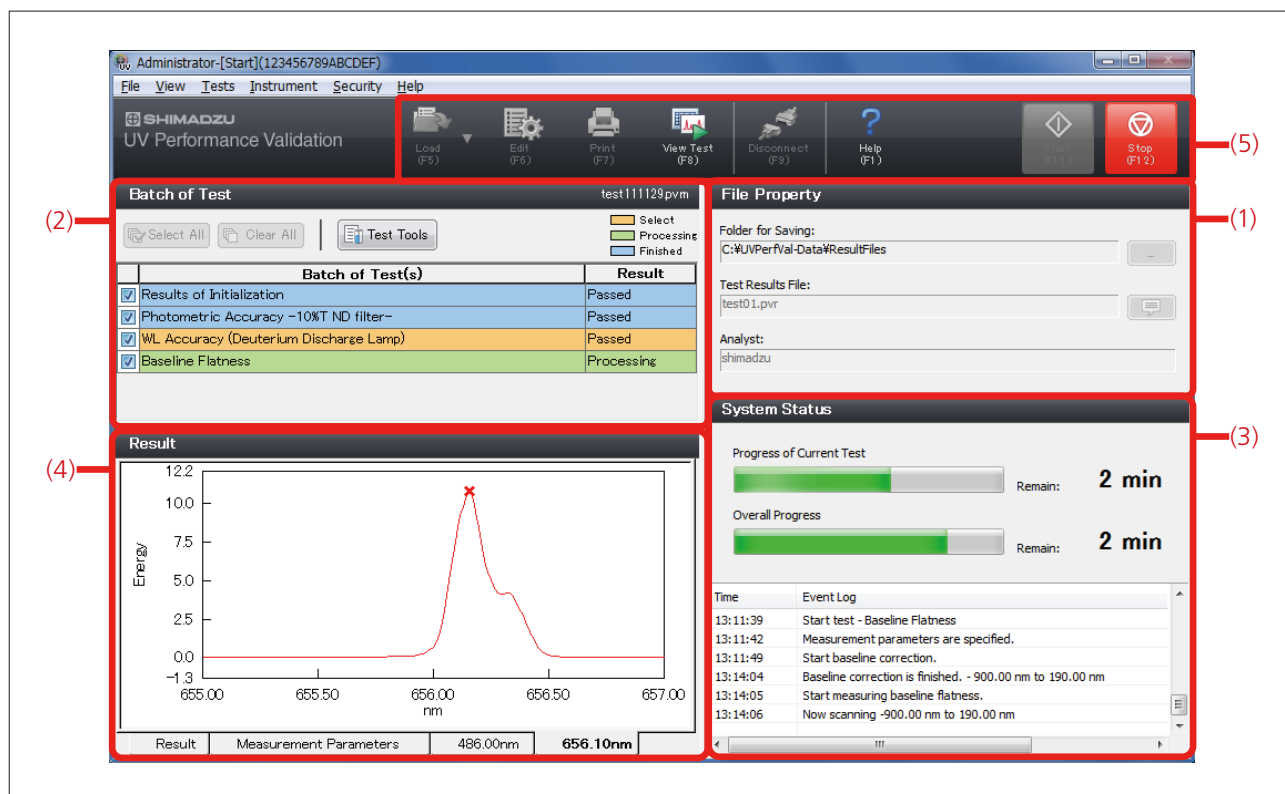 Administrator-[Start](123456789ABCDEF)
File View Tests Instrument Security Help
SHIMADZU
UV Performance Validation
Load (F5)
Edit (F6)
Print (F7)
View Test (F8)
Disconnect (F9)
Help (F1)
Start (F11)
Stop (F12)
(5)
(2)
Batch of Test test111129.pvm
Select All Clear All Test Tools
Select
Processing
Finished
Batch of Test(s) Result
Results of Initialization Passed
Photometric Accuracy -10%T ND filter- Passed
WL Accuracy (Deuterium Discharge Lamp) Passed
Baseline Flatness Processing
File Property
(1)
Folder for Saving:
C:¥UVPerfVal-Data¥ResultFiles
...
Test Results File:
test01.pvr
Analyst:
shimadzu
(4)
Result
12.2
10.0
7.5
5.0
2.5
0.0
-1.3
Energy
655.00 655.50 656.00 656.50 657.00
nm
Result Measurement Parameters 486.00nm 656.10nm
System Status
(3)
Progress of Current Test
Remain: 2 min
Overall Progress
Remain: 2 min
Time Event Log
13:11:39 Start test - Baseline Flatness
13:11:42 Measurement parameters are specified.
13:11:49 Start baseline correction.
13:14:04 Baseline correction is finished. - 900.00 nm to 190.00 nm
13:14:05 Start measuring baseline flatness.
13:14:06 Now scanning -900.00 nm to 190.00 nm